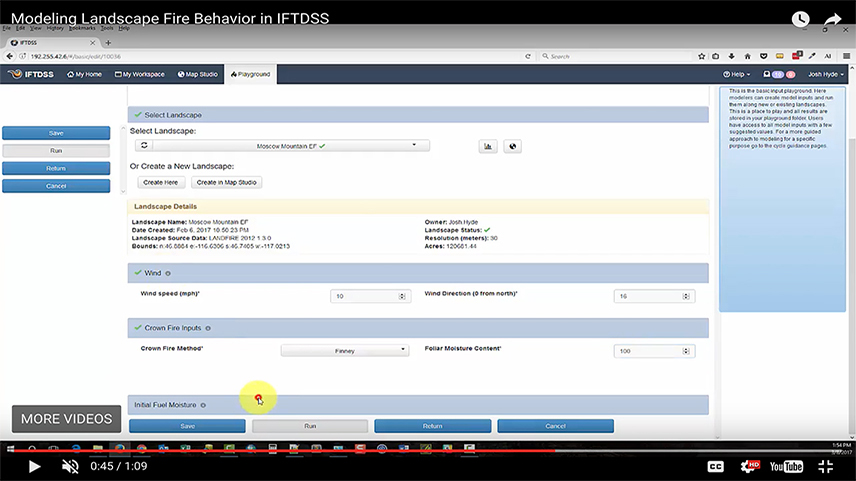 Modeling Landscape Fire Behavior in IFTDSS
File Edit View History Bookmarks Tools Help
IFTDSS
192.255.42.6/#/basic/edit/10036
Search
IFTDSS My Home My Workspace Map Studio Playground Help 10 0 Josh Hyde
This is the basic input playground. Here modelers can create model inputs and run them along new or existing landscapes. This is a place to play and all results are stored in your playground folder. Users have access to all model inputs with a few suggested values. For a more guided approach to modeling for a specific purpose go to the cycle guidance pages.
Save
Run
Return
Cancel
Select Landscape
Select Landscape:
Moscow Mountain EF
Or Create a New Landscape:
Create Here Create in Map Studio
Landscape Details
Landscape Name: Moscow Mountain EF Owner: Josh.Hyde
Date Created: Feb 6, 2017 10:50:23 PM Landscape Status:
Landscape Source Data: LANDFIRE 2012 1.3.0 Resolution (meters): 30
Bounds: n:46.8864 e:-116.6306 s:46.7405 w:-117.0213 Acres: 120681.44
Wind
Wind speed (mph)* 10 Wind Direction (0 from north)* 16
Crown Fire Inputs
Crown Fire Method* Finney Foliar Moisture Content* 100
Initial Fuel Moisture
MORE VIDEOS
Save Run Return Cancel
1:54 PM
0:45 / 1:09 CC HD YouTube